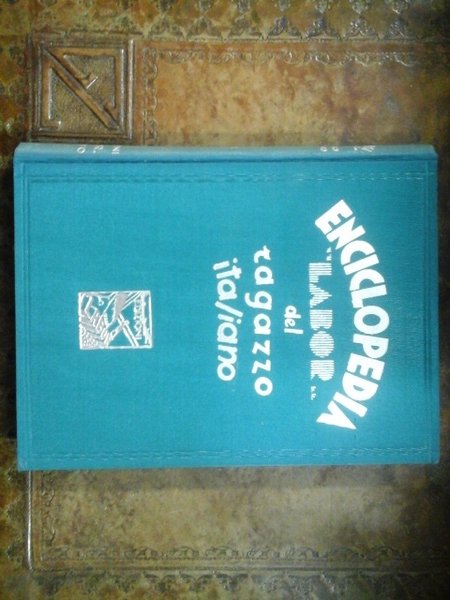 ENCICLOPEDIA
"LABOR"
del
ragazzo
italiano